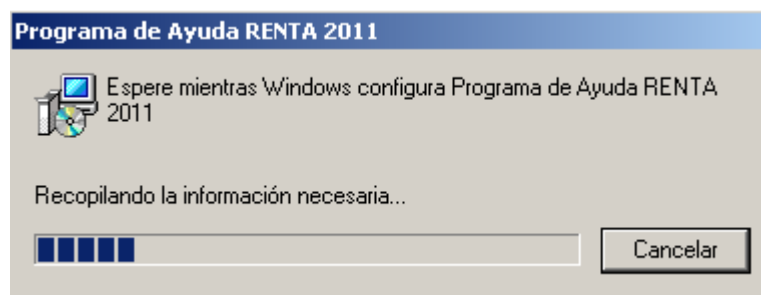 Programa de Ayuda RENTA 2011
Espere mientras Windows configura Programa de Ayuda RENTA
2011
Recopilando la información necesaria...
Cancelar